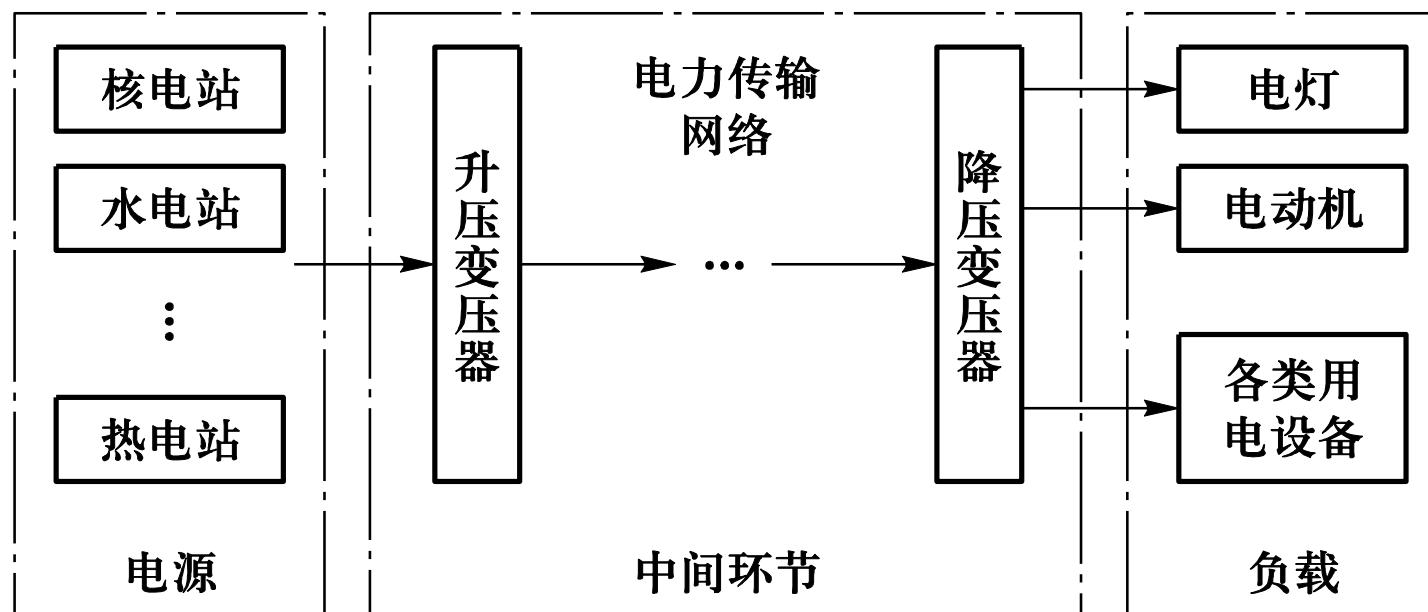 核电站
水电站
⋮
热电站
电源
升压变压器
电力传输
网络
…
降压变压器
中间环节
电灯
电动机
各类用
电设备
负载